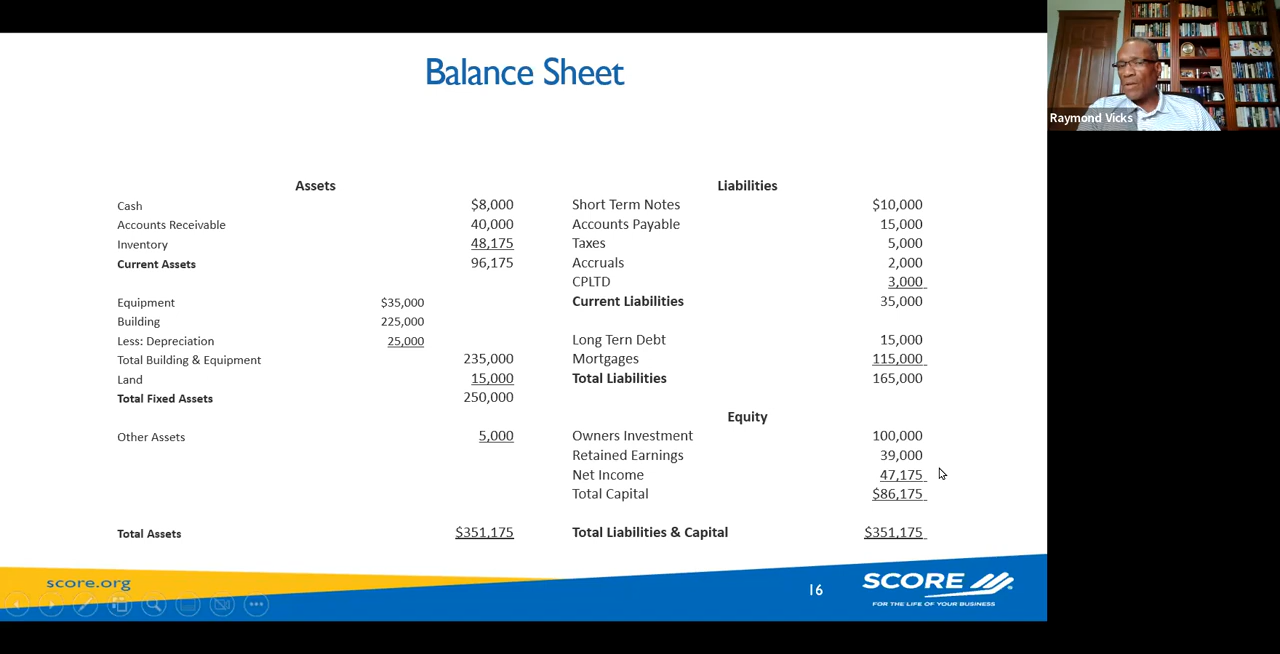 Balance Sheet
Raymond Vicks
Assets
Cash $8,000
Accounts Receivable 40,000
Inventory 48,175
Current Assets 96,175
Equipment $35,000
Building 225,000
Less: Depreciation 25,000
Total Building & Equipment 235,000
Land 15,000
Total Fixed Assets 250,000
Other Assets 5,000
Total Assets $351,175
Liabilities
Short Term Notes $10,000
Accounts Payable 15,000
Taxes 5,000
Accruals 2,000
CPLTD 3,000
Current Liabilities 35,000
Long Tern Debt 15,000
Mortgages 115,000
Total Liabilities 165,000
Equity
Owners Investment 100,000
Retained Earnings 39,000
Net Income 47,175
Total Capital $86,175
Total Liabilities & Capital $351,175
score.org
16
SCORE
FOR THE LIFE OF YOUR BUSINESS